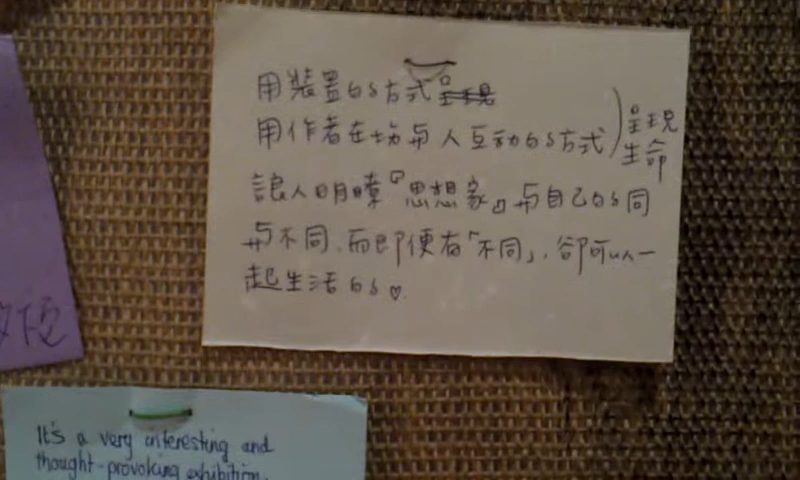 用裝置的方式呈現
用作者在場與人互動的方式
呈現
生命
讓人明瞭『思想家』與自己的同
與不同，而即便有「不同」，卻可以一
起生活的♡
It's a very interesting and
thought-provoking exhibition.